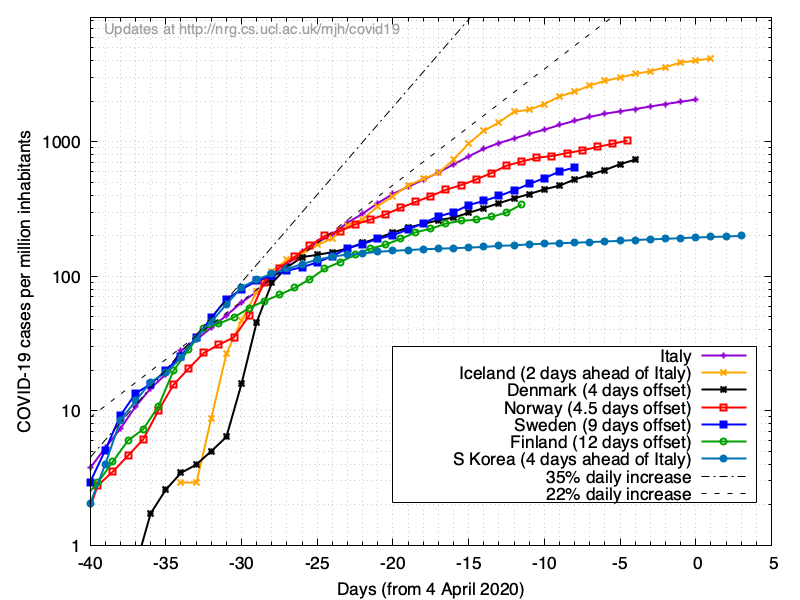 Updates at http://nrg.cs.ucl.ac.uk/mjh/covid19
COVID-19 cases per million inhabitants
1000
100
10
1
Italy
Iceland (2 days ahead of Italy)
Denmark (4 days offset)
Norway (4.5 days offset)
Sweden (9 days offset)
Finland (12 days offset)
S Korea (4 days ahead of Italy)
35% daily increase
22% daily increase
-40 -35 -30 -25 -20 -15 -10 -5 0 5
Days (from 4 April 2020)